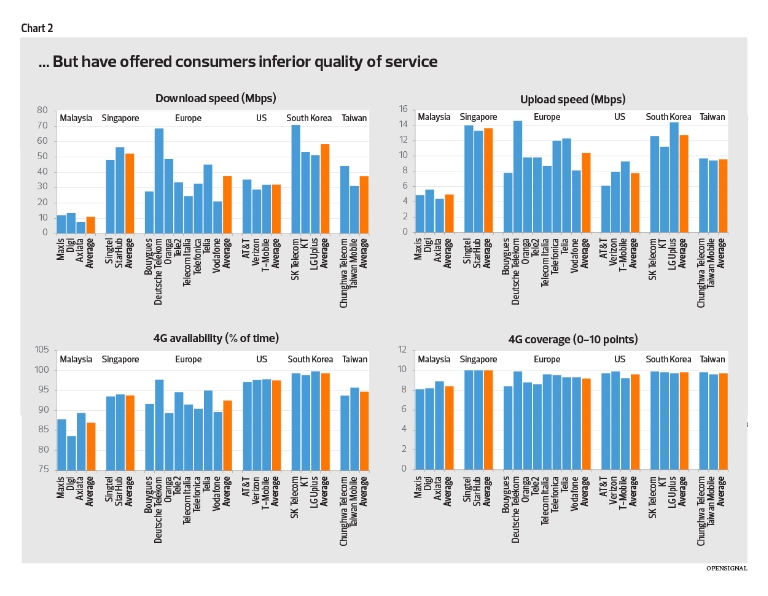 Chart 2
... But have offered consumers inferior quality of service
Download speed (Mbps)
80
70
60
50
40
30
20
10
0
Malaysia
Singapore
Europe
US
South Korea
Taiwan
Maxis
Digi
Axiata
Average
Singtel
StarHub
Average
Bouygues
Deutsche Telekom
Orange
Tele2
Telecom Italia
Telefonica
Telia
Vodafone
Average
AT&T
Verizon
T-Mobile
Average
SK Telecom
KT
LG Uplus
Average
Chunghwa Telecom
Taiwan Mobile
Average
Upload speed (Mbps)
16
14
12
10
8
6
4
2
0
Malaysia
Singapore
Europe
US
South Korea
Taiwan
Maxis
Digi
Axiata
Average
Singtel
StarHub
Average
Bouygues
Deutsche Telekom
Orange
Tele2
Telecom Italia
Telefonica
Telia
Vodafone
Average
AT&T
Verizon
T-Mobile
Average
SK Telecom
KT
LG Uplus
Average
Chunghwa Telecom
Taiwan Mobile
Average
4G availability (% of time)
105
100
95
90
85
80
75
Malaysia
Singapore
Europe
US
South Korea
Taiwan
Maxis
Digi
Axiata
Average
Singtel
StarHub
Average
Bouygues
Deutsche Telekom
Orange
Tele2
Telecom Italia
Telefonica
Telia
Vodafone
Average
AT&T
Verizon
T-Mobile
Average
SK Telecom
KT
LG Uplus
Average
Chunghwa Telecom
Taiwan Mobile
Average
4G coverage (0–10 points)
12
10
8
6
4
2
0
Malaysia
Singapore
Europe
US
South Korea
Taiwan
Maxis
Digi
Axiata
Average
Singtel
StarHub
Average
Bouygues
Deutsche Telekom
Orange
Tele2
Telecom Italia
Telefonica
Telia
Vodafone
Average
AT&T
Verizon
T-Mobile
Average
SK Telecom
KT
LG Uplus
Average
Chunghwa Telecom
Taiwan Mobile
Average
OPENSIGNAL